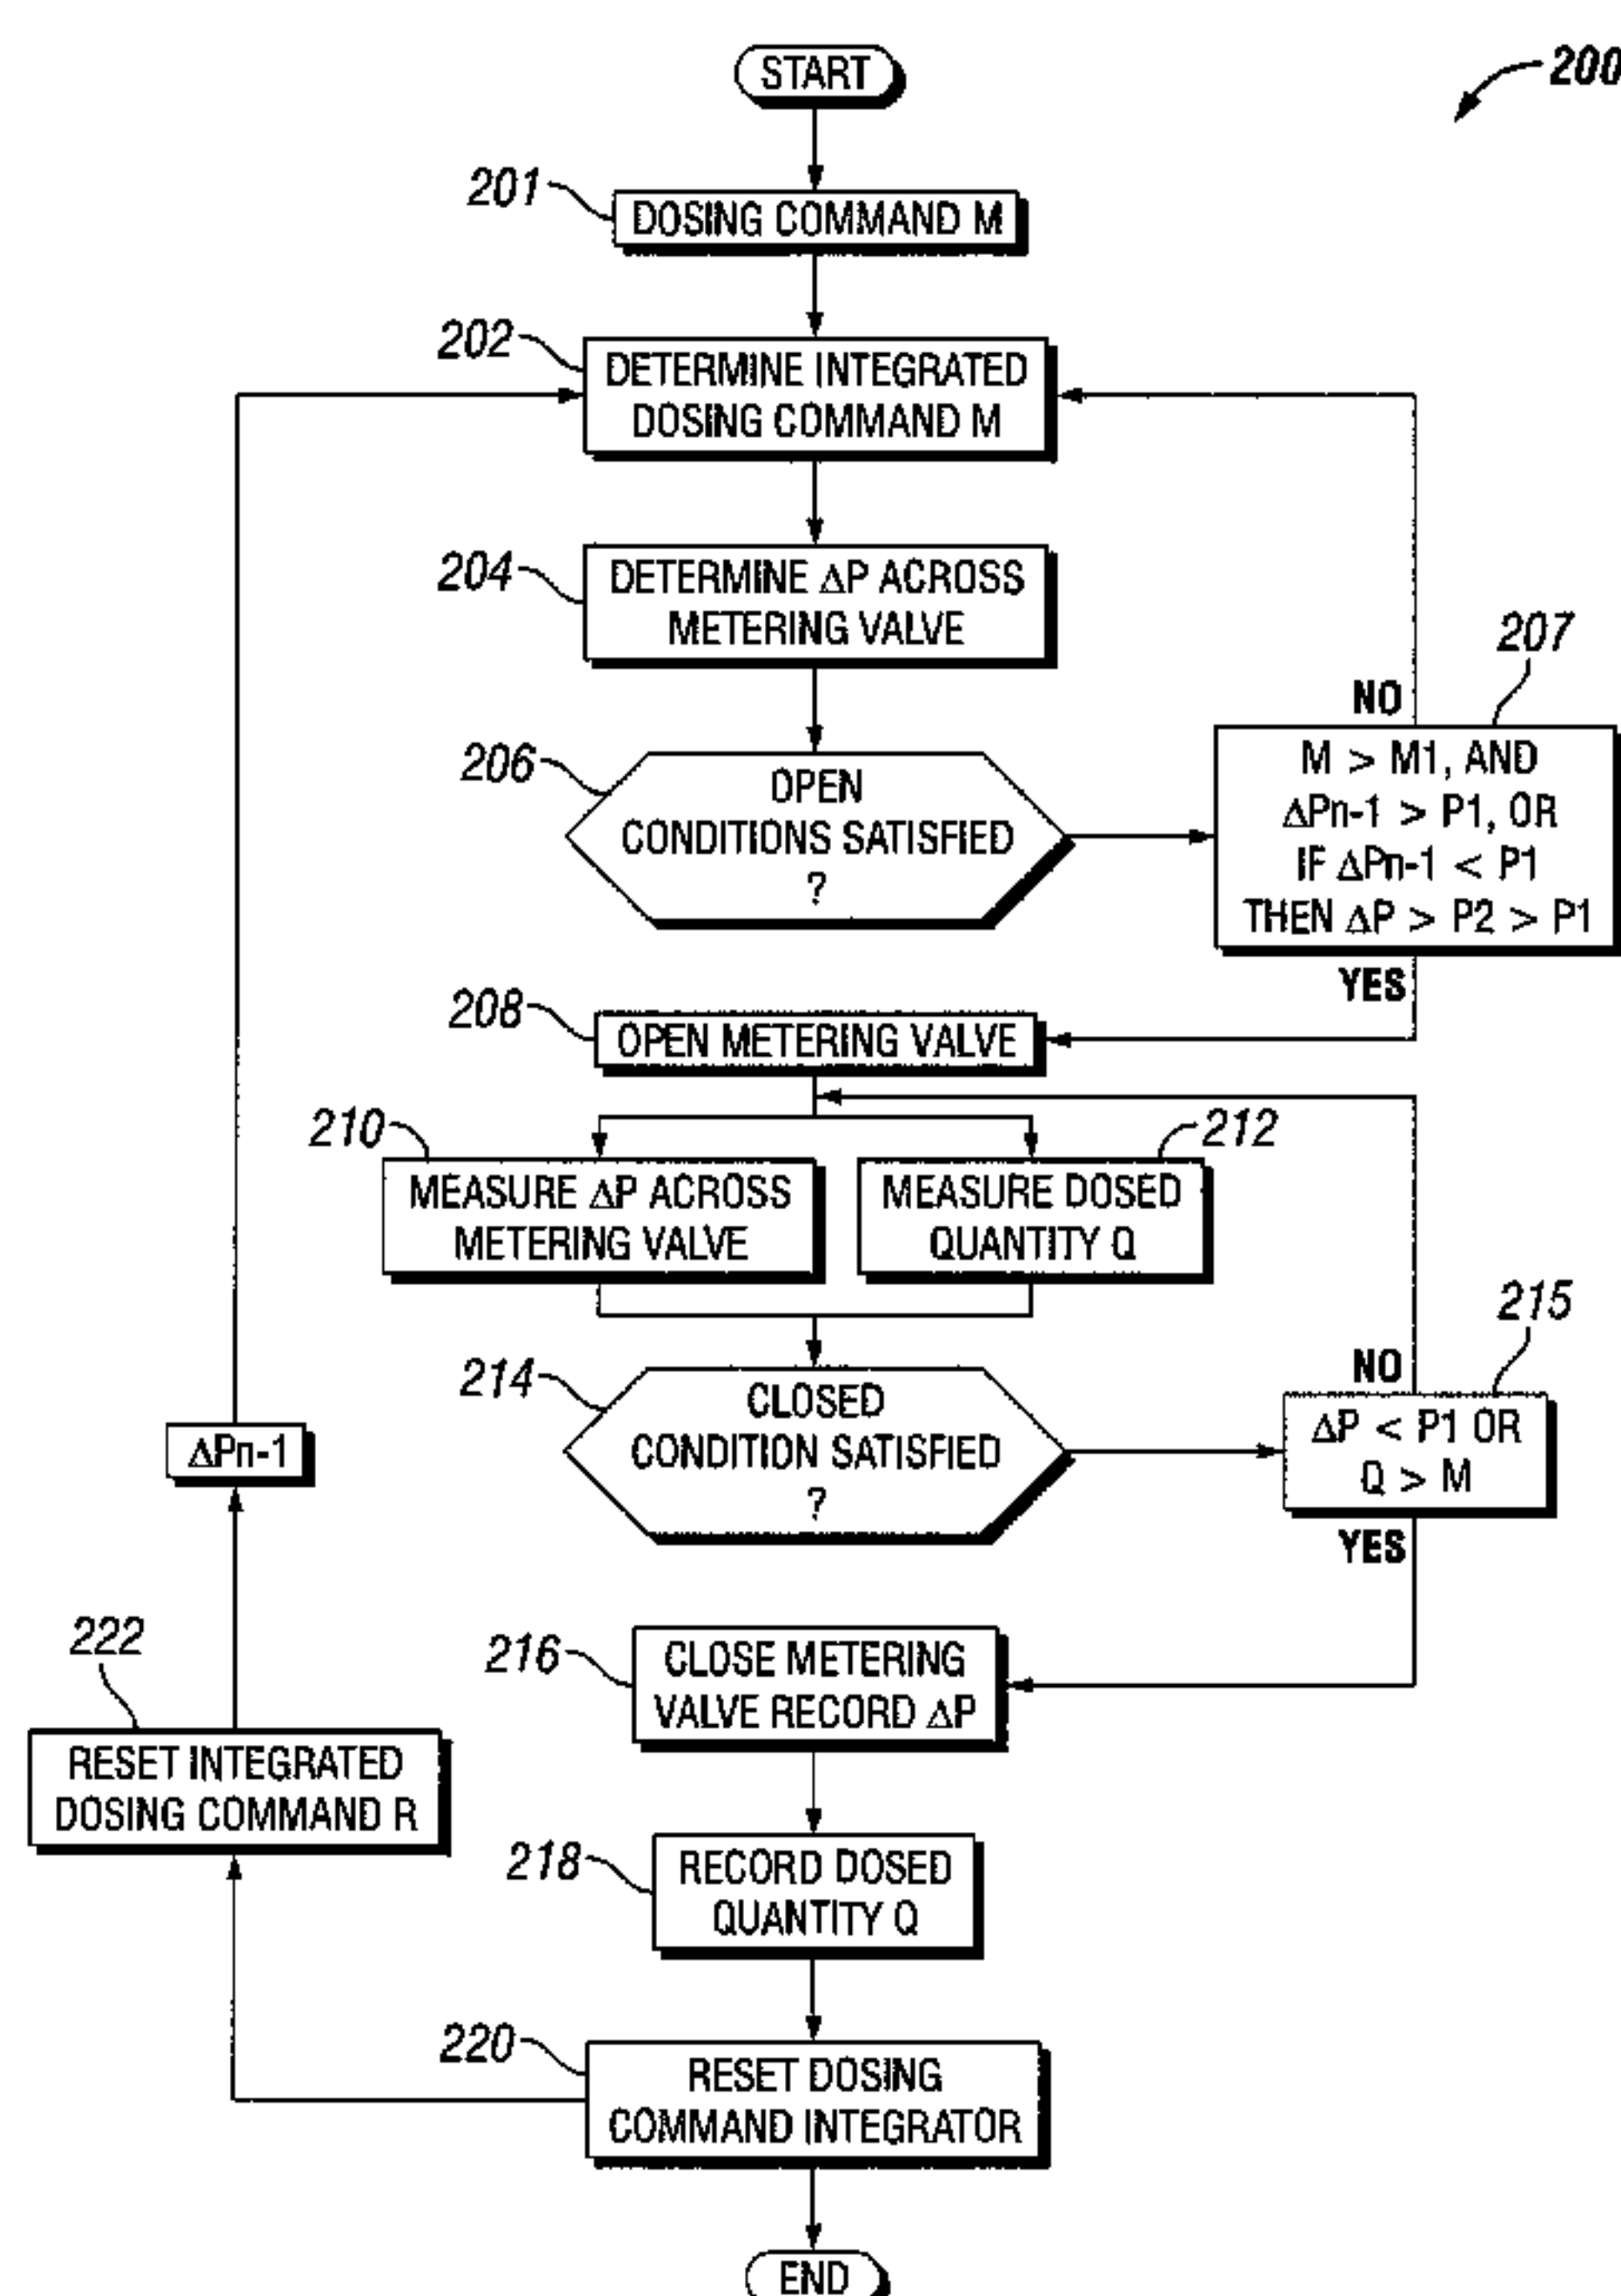 START
200
201
DOSING COMMAND M
202
DETERMINE INTEGRATED
DOSING COMMAND M
204
DETERMINE ΔP ACROSS
METERING VALVE
206
OPEN
CONDITIONS SATISFIED
?
207
NO
M > M1, AND
ΔPn-1 > P1, OR
IF ΔPn-1 < P1
THEN ΔP > P2 > P1
YES
208
OPEN METERING VALVE
210
MEASURE ΔP ACROSS
METERING VALVE
212
MEASURE DOSED
QUANTITY Q
214
CLOSED
CONDITION SATISFIED
?
215
NO
ΔP < P1 OR
Q > M
YES
216
CLOSE METERING
VALVE RECORD ΔP
218
RECORD DOSED
QUANTITY Q
220
RESET DOSING
COMMAND INTEGRATOR
222
RESET INTEGRATED
DOSING COMMAND R
ΔPn-1
END